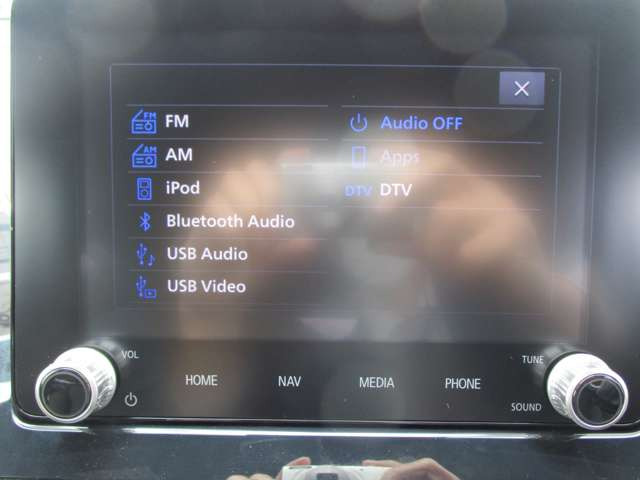 FM
AM
iPod
Bluetooth Audio
USB Audio
USB Video
Audio OFF
Apps
DTV DTV
VOL
HOME
NAV
MEDIA
PHONE
TUNE
SOUND